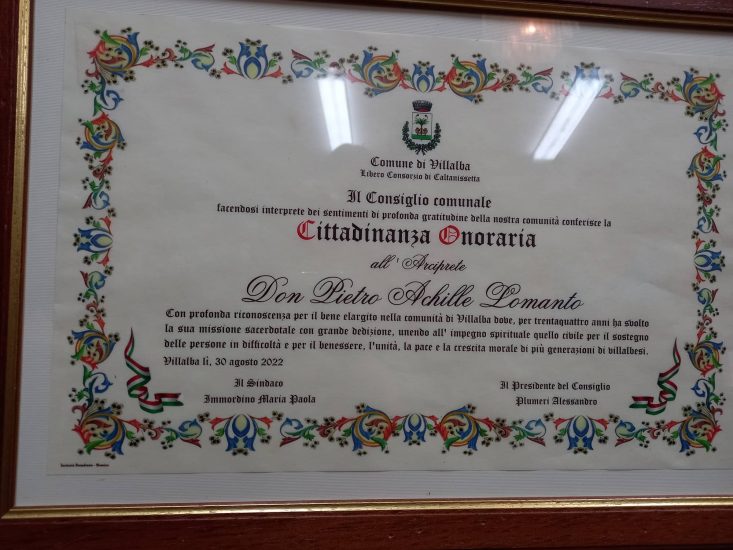 Comune di Villalba
Libero Consorzio di Caltanissetta
Il Consiglio comunale
facendosi interprete dei sentimenti di profonda gratitudine della nostra comunità conferisce la
Cittadinanza Onoraria
all' Arciprete
Don Pietro Achille Lomanto
Con profonda riconoscenza per il bene elargito nella comunità di Villalba dove, per trentaquattro anni ha svolto
la sua missione sacerdotale con grande dedizione, unendo all' impegno spirituale quello civile per il sostegno
delle persone in difficoltà e per il benessere, l'unità, la pace e la crescita morale di più generazioni di villalbesi.
Villalba lì, 30 agosto 2022
Il Sindaco
Immordino Maria Paola
Il Presidente del Consiglio
Plumeri Alessandro